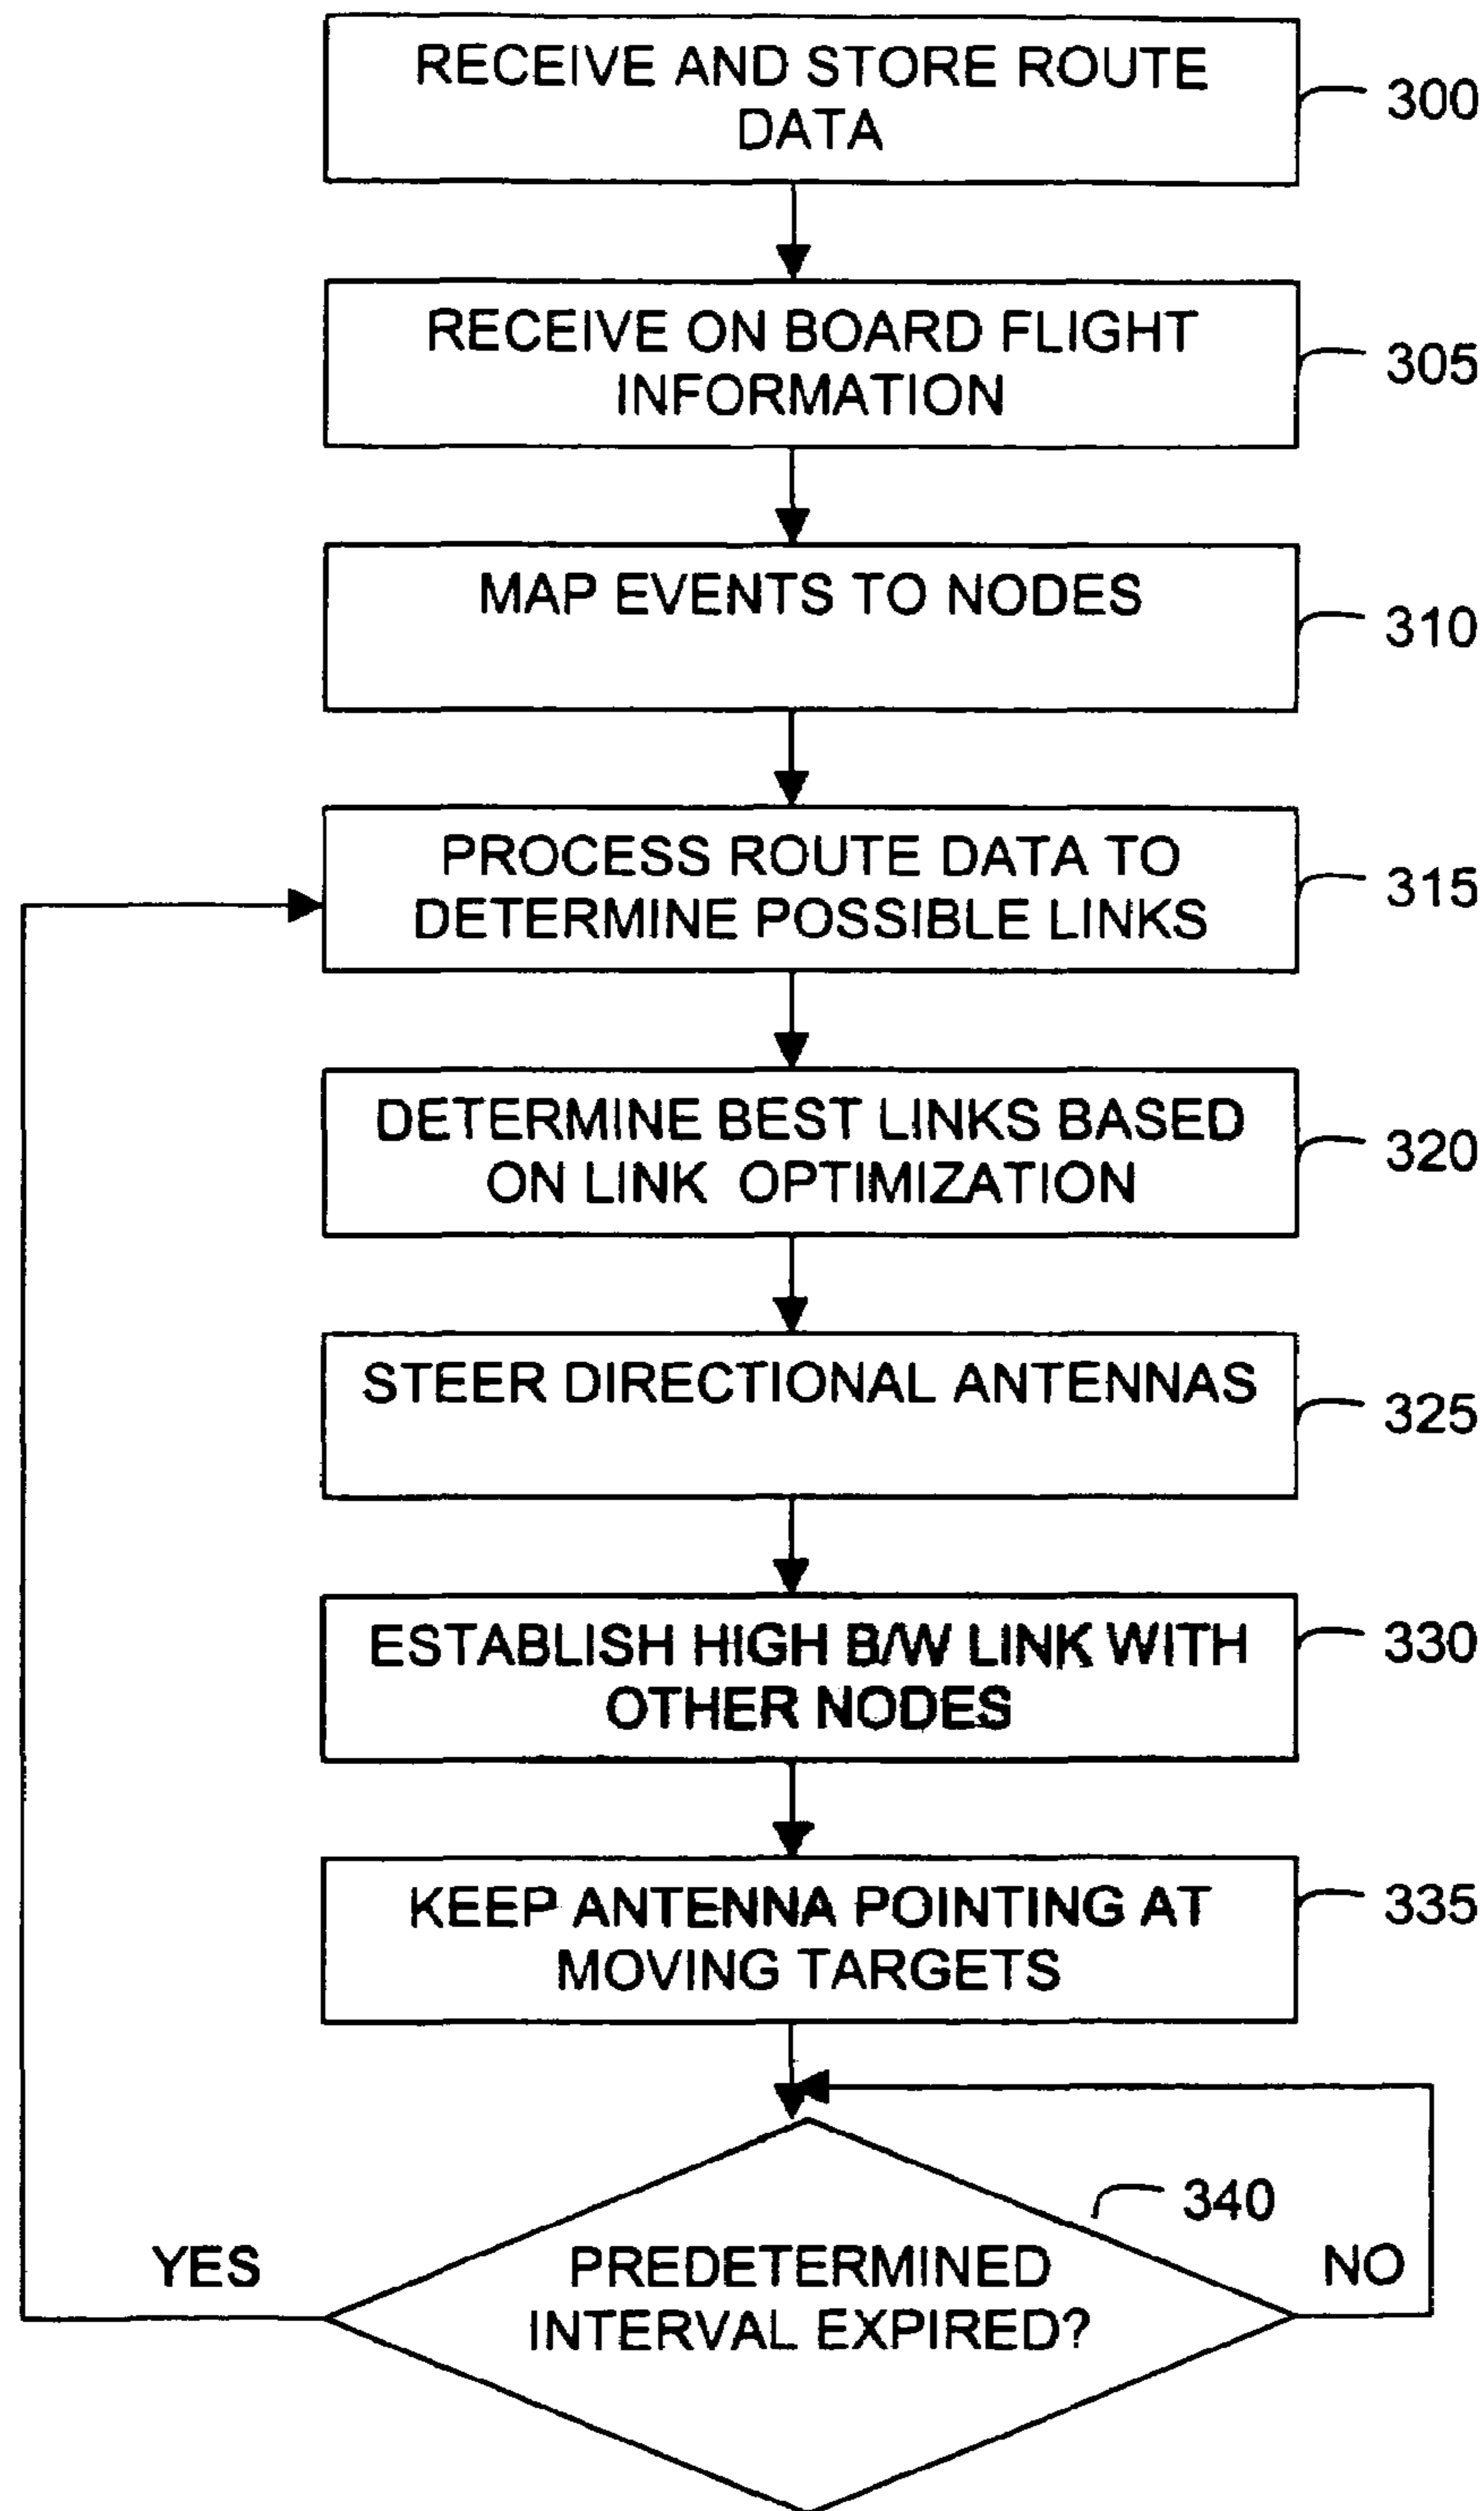 RECEIVE AND STORE ROUTE
DATA
300
RECEIVE ON BOARD FLIGHT
INFORMATION
305
MAP EVENTS TO NODES
310
PROCESS ROUTE DATA TO
DETERMINE POSSIBLE LINKS
315
DETERMINE BEST LINKS BASED
ON LINK OPTIMIZATION
320
STEER DIRECTIONAL ANTENNAS
325
ESTABLISH HIGH B/W LINK WITH
OTHER NODES
330
KEEP ANTENNA POINTING AT
MOVING TARGETS
335
340
YES
PREDETERMINED
INTERVAL EXPIRED?
NO